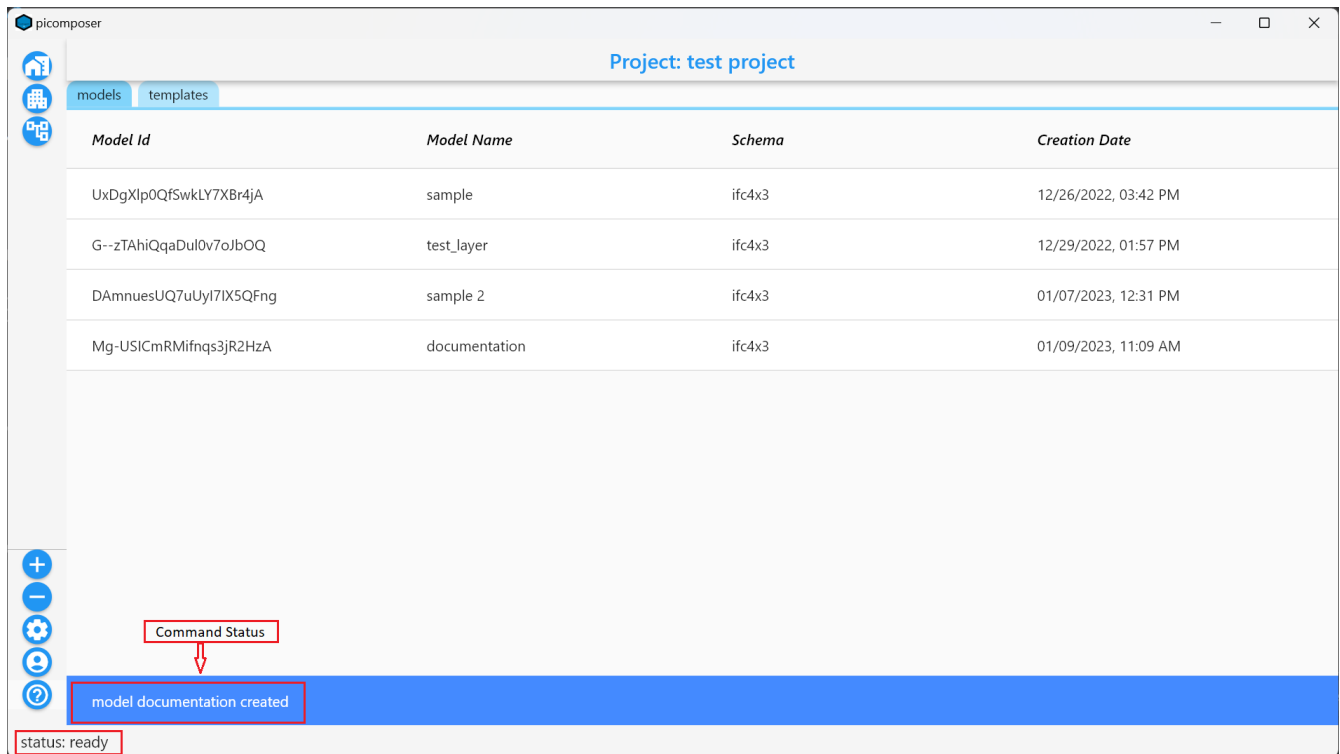 picomposer
Project: test project
models templates
Model Id Model Name Schema Creation Date
UxDgXlp0QfSwkLY7XBr4jA sample ifc4x3 12/26/2022, 03:42 PM
G--zTAhiQqaDul0v7oJbOQ test_layer ifc4x3 12/29/2022, 01:57 PM
DAmnuesUQ7uUyI7IX5QFng sample 2 ifc4x3 01/07/2023, 12:31 PM
Mg-USICmRMifnqs3jR2HzA documentation ifc4x3 01/09/2023, 11:09 AM
Command Status
model documentation created
status: ready